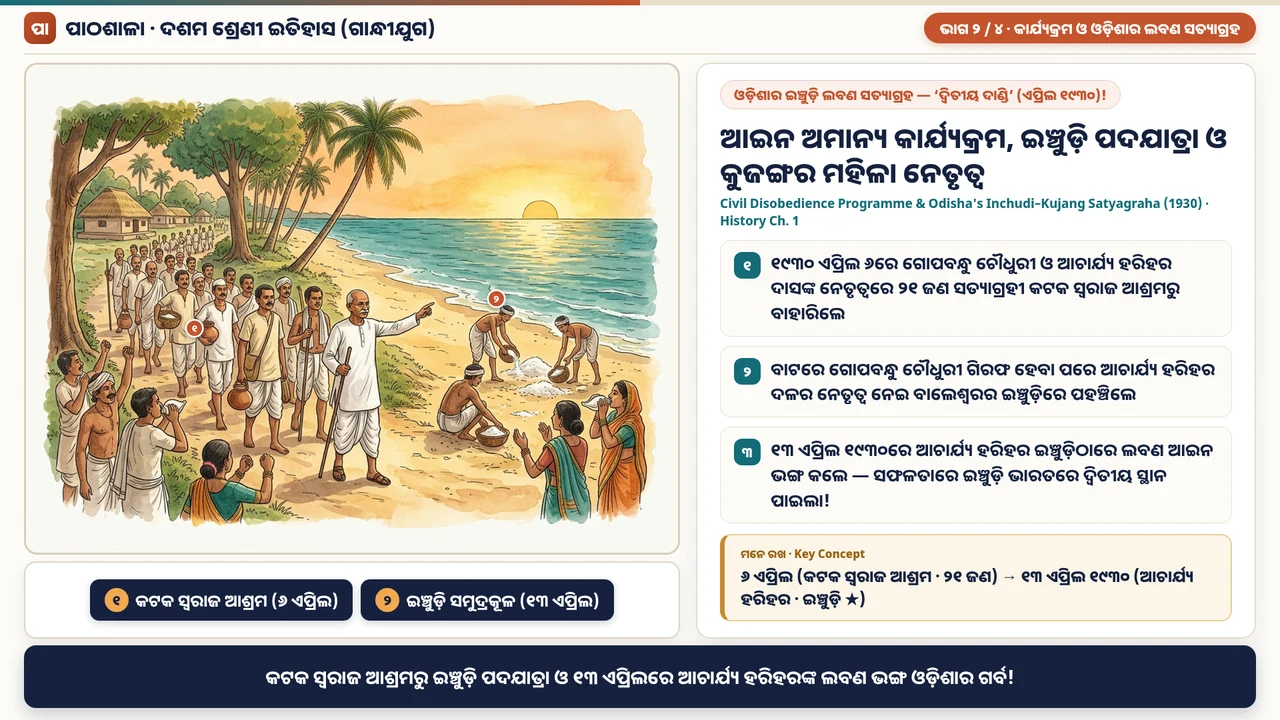 ପା ପାଠଶାଳା · ଦଶମ ଶ୍ରେଣୀ ଇତିହାସ (ଗାନ୍ଧୀଯୁଗ)
ଭାଗ ୨ / ୪ · କାର୍ଯ୍ୟକ୍ରମ ଓ ଓଡ଼ିଶାର ଲବଣ ସତ୍ୟାଗ୍ରହ
୧
୨
୧ କଟକ ସ୍ୱରାଜ ଆଶ୍ରମ (୬ ଏପ୍ରିଲ)
୨ ଇଞ୍ଚୁଡ଼ି ସମୁଦ୍ରକୂଳ (୧୩ ଏପ୍ରିଲ)
ଓଡ଼ିଶାର ଇଞ୍ଚୁଡ଼ି ଲବଣ ସତ୍ୟାଗ୍ରହ — ‘ଦ୍ୱିତୀୟ ଦାଣ୍ଡି’ (ଏପ୍ରିଲ ୧୯୩୦)!
ଆଇନ ଅମାନ୍ୟ କାର୍ଯ୍ୟକ୍ରମ, ଇଞ୍ଚୁଡ଼ି ପଦଯାତ୍ରା ଓ
କୁଜଙ୍ଗର ମହିଳା ନେତୃତ୍ୱ
Civil Disobedience Programme & Odisha's Inchudi–Kujang Satyagraha (1930) ·
History Ch. 1
୧ ୧୯୩୦ ଏପ୍ରିଲ ୬ରେ ଗୋପବନ୍ଧୁ ଚୌଧୁରୀ ଓ ଆଚାର୍ଯ୍ୟ ହରିହର
ଦାସଙ୍କ ନେତୃତ୍ୱରେ ୨୧ ଜଣ ସତ୍ୟାଗ୍ରହୀ କଟକ ସ୍ୱରାଜ ଆଶ୍ରମରୁ
ବାହାରିଲେ
୨ ବାଟରେ ଗୋପବନ୍ଧୁ ଚୌଧୁରୀ ଗିରଫ ହେବା ପରେ ଆଚାର୍ଯ୍ୟ ହରିହର
ଦଳର ନେତୃତ୍ୱ ନେଇ ବାଲେଶ୍ୱରର ଇଞ୍ଚୁଡ଼ିରେ ପହଞ୍ଚିଲେ
୩ ୧୩ ଏପ୍ରିଲ ୧୯୩୦ରେ ଆଚାର୍ଯ୍ୟ ହରିହର ଇଞ୍ଚୁଡ଼ିଠାରେ ଲବଣ ଆଇନ
ଭଙ୍ଗ କଲେ — ସଫଳତାରେ ଇଞ୍ଚୁଡ଼ି ଭାରତରେ ଦ୍ୱିତୀୟ ସ୍ଥାନ
ପାଇଲା!
ମନେ ରଖ · Key Concept
୬ ଏପ୍ରିଲ (କଟକ ସ୍ୱରାଜ ଆଶ୍ରମ · ୨୧ ଜଣ) → ୧୩ ଏପ୍ରିଲ ୧୯୩୦ (ଆଚାର୍ଯ୍ୟ
ହରିହର · ଇଞ୍ଚୁଡ଼ି ★)
କଟକ ସ୍ୱରାଜ ଆଶ୍ରମରୁ ଇଞ୍ଚୁଡ଼ି ପଦଯାତ୍ରା ଓ ୧୩ ଏପ୍ରିଲରେ ଆଚାର୍ଯ୍ୟ ହରିହରଙ୍କ ଲବଣ ଭଙ୍ଗ ଓଡ଼ିଶାର ଗର୍ବ!